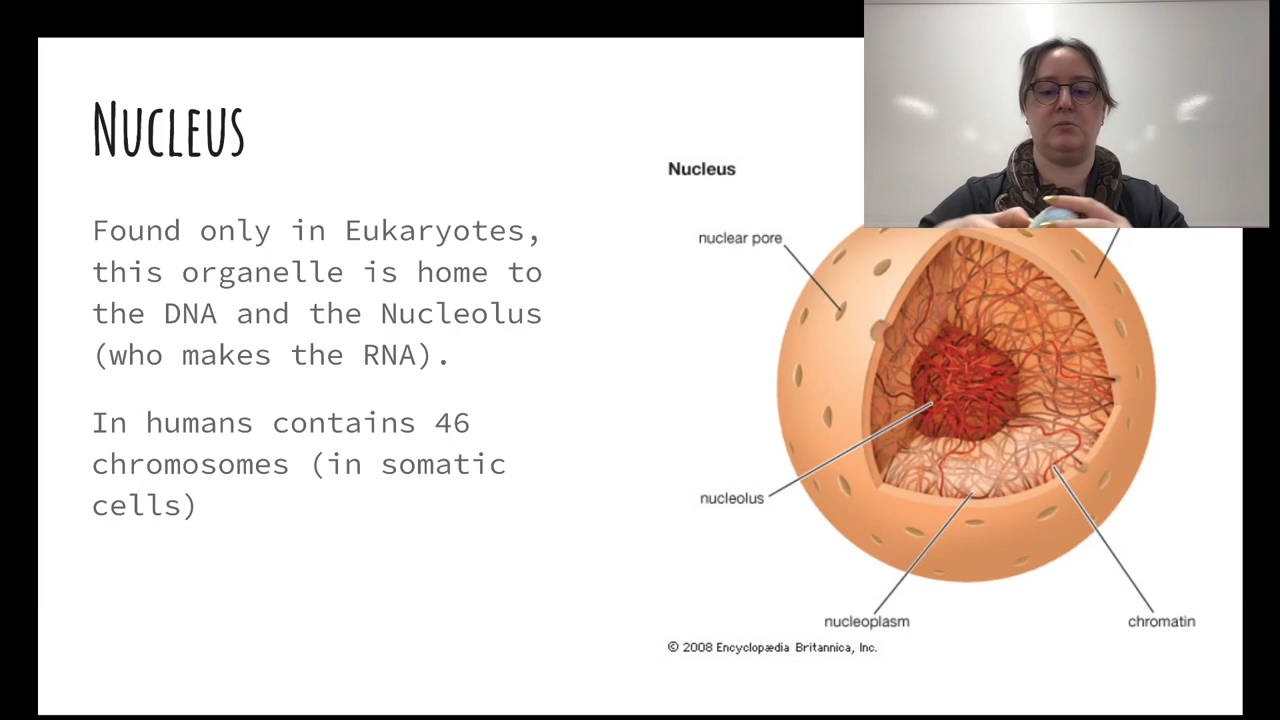 Nucleus
Found only in Eukaryotes,
this organelle is home to
the DNA and the Nucleolus
(who makes the RNA).
In humans contains 46
chromosomes (in somatic
cells)
Nucleus
nuclear pore
nucleolus
nucleoplasm
chromatin
© 2008 Encyclopædia Britannica, Inc.